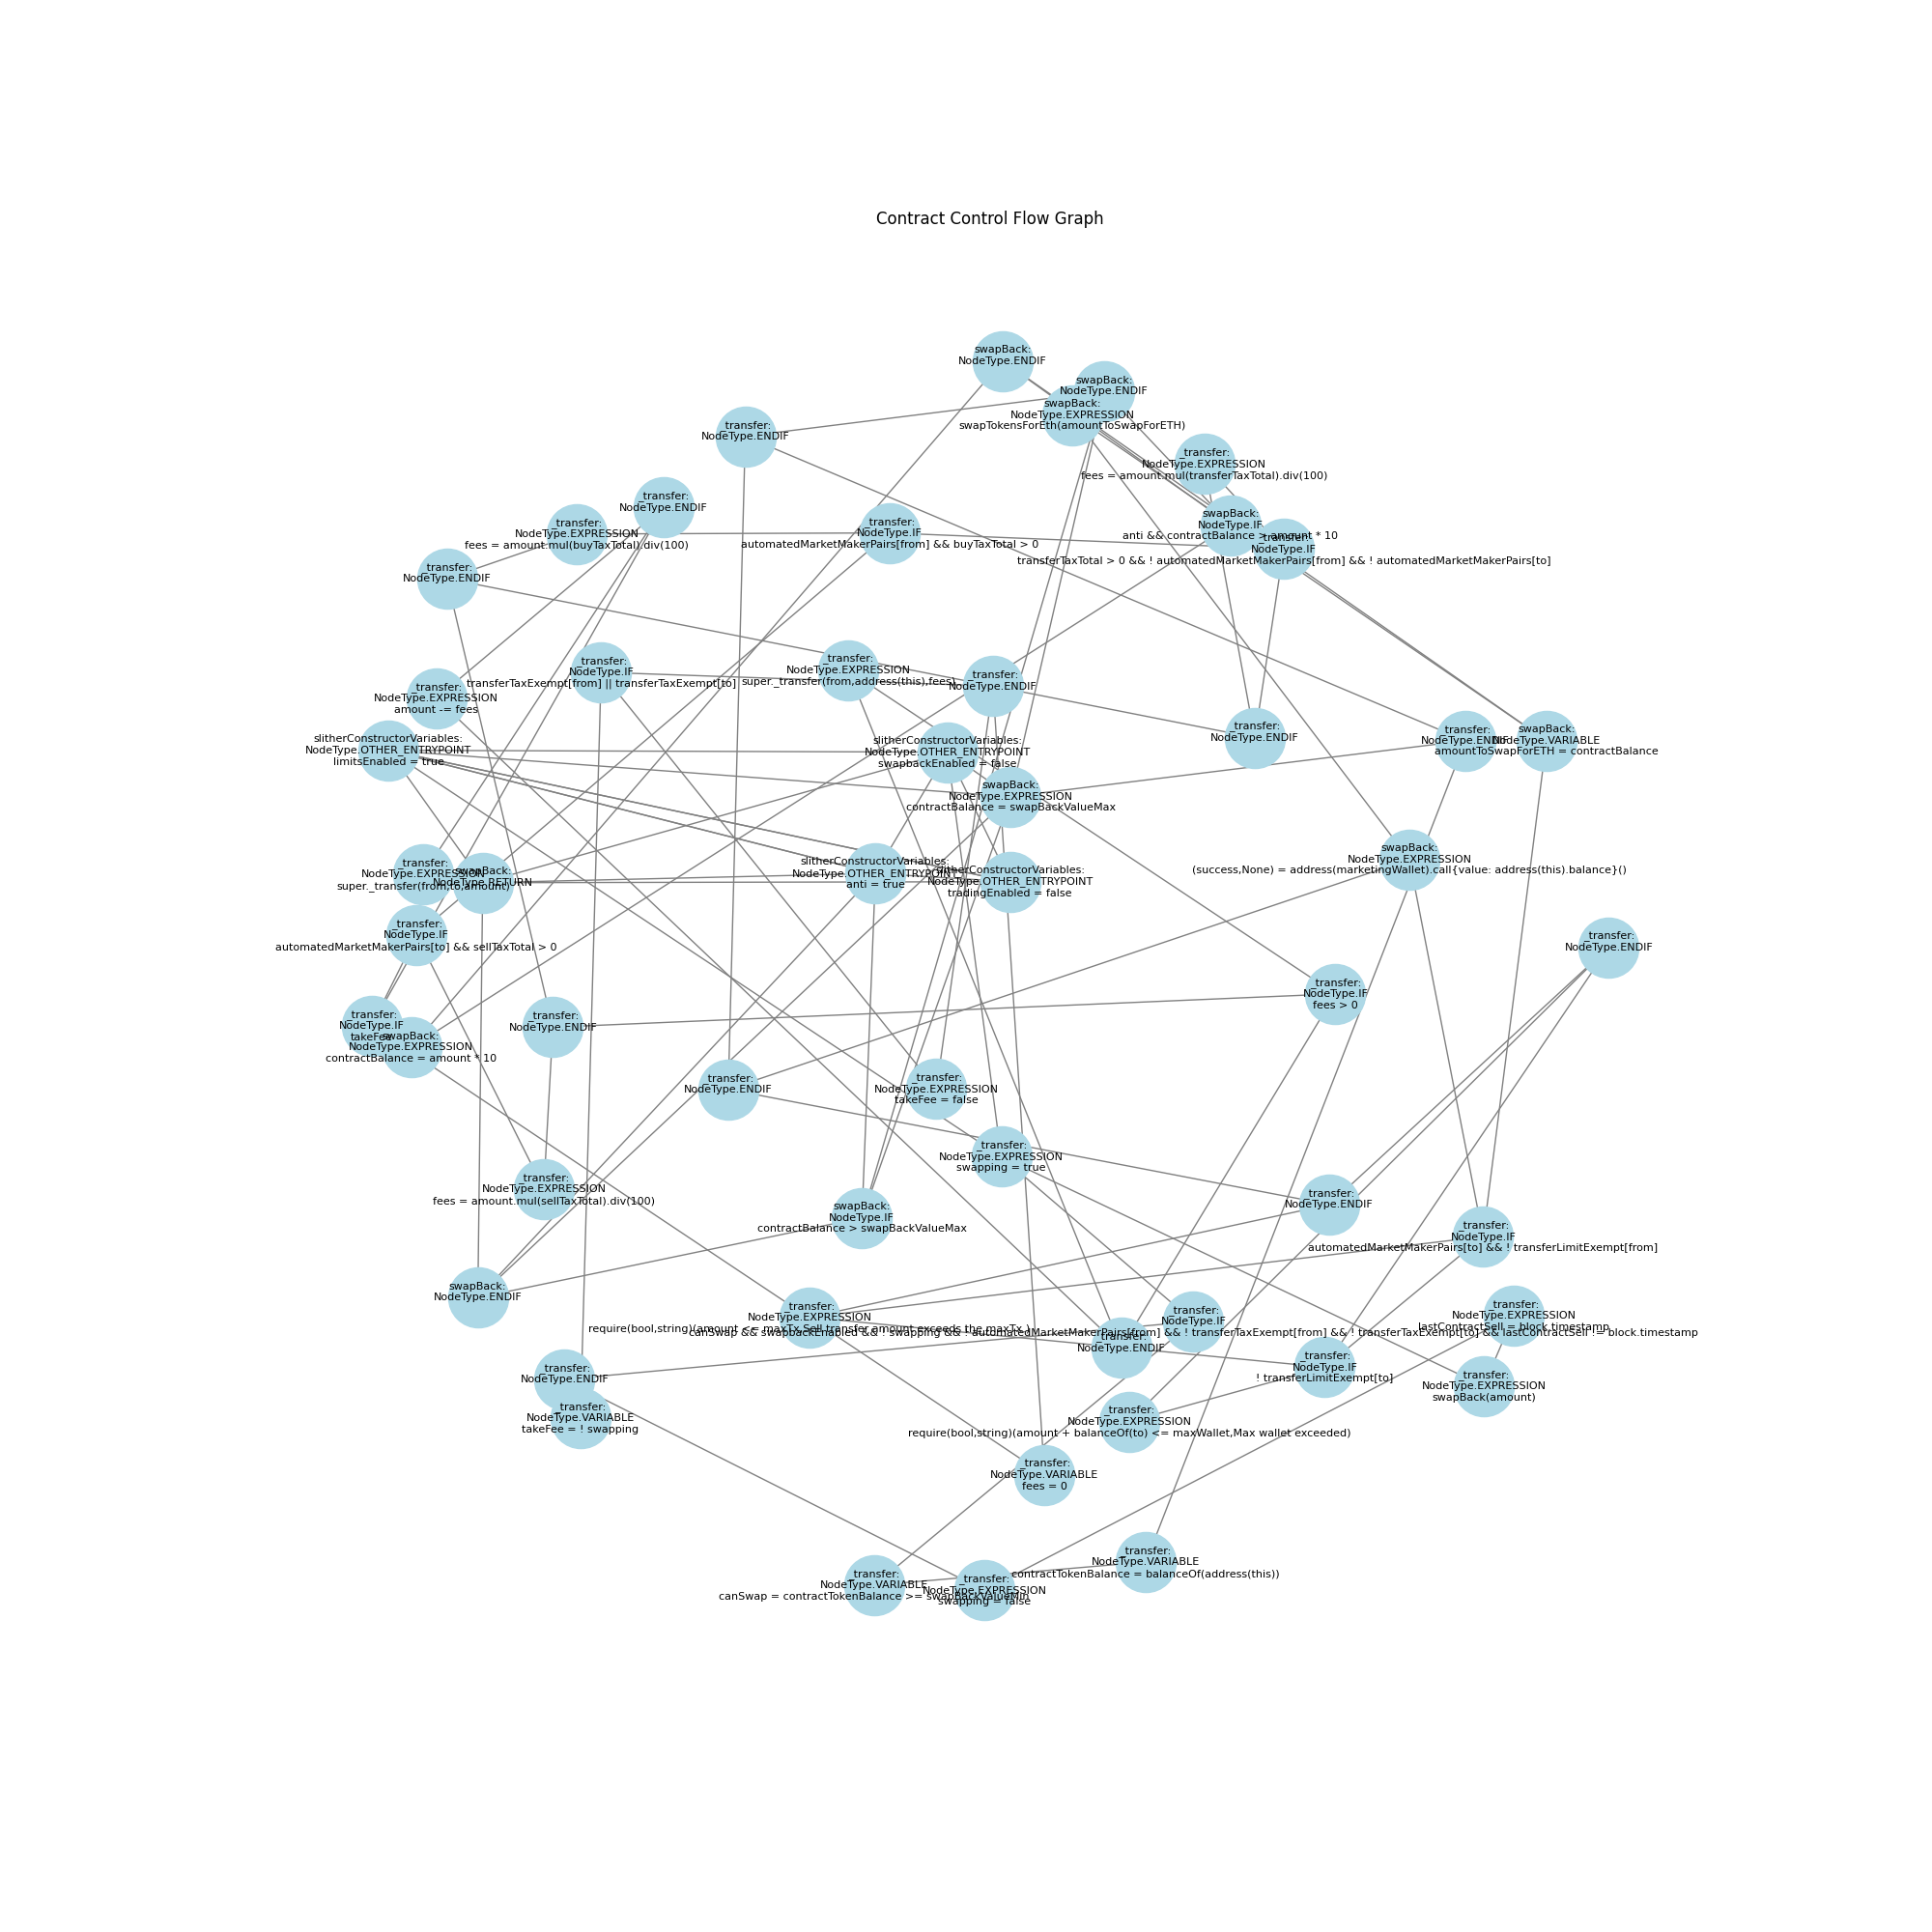 Contract Control Flow Graph
swapBack:
NodeType.ENDIF
swapBack:
NodeType.ENDIF
swapBack:
NodeType.EXPRESSION
swapTokensForEth(amountToSwapForETH)
_transfer:
NodeType.ENDIF
_transfer:
NodeType.EXPRESSION
fees = amount.mul(transferTaxTotal).div(100)
_transfer:
NodeType.ENDIF
_transfer:
NodeType.EXPRESSION
fees = amount.mul(buyTaxTotal).div(100)
_transfer:
NodeType.IF
automatedMarketMakerPairs[from] && buyTaxTotal > 0
swapBack:
NodeType.IF
anti && contractBalance > amount * 10
_transfer:
NodeType.IF
transferTaxTotal > 0 && ! automatedMarketMakerPairs[from] && ! automatedMarketMakerPairs[to]
_transfer:
NodeType.ENDIF
_transfer:
NodeType.IF
transferTaxExempt[from] || transferTaxExempt[to]
_transfer:
NodeType.EXPRESSION
super._transfer(from,address(this),fees)
_transfer:
NodeType.ENDIF
_transfer:
NodeType.EXPRESSION
amount -= fees
slitherConstructorVariables:
NodeType.OTHER_ENTRYPOINT
limitsEnabled = true
slitherConstructorVariables:
NodeType.OTHER_ENTRYPOINT
swapbackEnabled = false
_transfer:
NodeType.ENDIF
_transfer:
NodeType.ENDIF
swapBack:
NodeType.VARIABLE
amountToSwapForETH = contractBalance
swapBack:
NodeType.EXPRESSION
contractBalance = swapBackValueMax
swapBack:
NodeType.EXPRESSION
(success,None) = address(marketingWallet).call{value: address(this).balance}()
_transfer:
NodeType.EXPRESSION
super._transfer(from,to,amount)
swapBack:
NodeType.RETURN
slitherConstructorVariables:
NodeType.OTHER_ENTRYPOINT
anti = true
slitherConstructorVariables:
NodeType.OTHER_ENTRYPOINT
tradingEnabled = false
_transfer:
NodeType.IF
automatedMarketMakerPairs[to] && sellTaxTotal > 0
_transfer:
NodeType.ENDIF
_transfer:
NodeType.IF
fees > 0
_transfer:
NodeType.IF
takeFee
swapBack:
NodeType.EXPRESSION
contractBalance = amount * 10
_transfer:
NodeType.ENDIF
_transfer:
NodeType.ENDIF
_transfer:
NodeType.EXPRESSION
takeFee = false
_transfer:
NodeType.EXPRESSION
swapping = true
_transfer:
NodeType.EXPRESSION
fees = amount.mul(sellTaxTotal).div(100)
swapBack:
NodeType.IF
contractBalance > swapBackValueMax
_transfer:
NodeType.ENDIF
_transfer:
NodeType.IF
automatedMarketMakerPairs[to] && ! transferLimitExempt[from]
swapBack:
NodeType.ENDIF
_transfer:
NodeType.EXPRESSION
require(bool,string)(amount <= maxTx,Sell transfer amount exceeds the maxTx.)
_transfer:
NodeType.IF
canSwap && swapbackEnabled && ! swapping && ! automatedMarketMakerPairs[from] && ! transferTaxExempt[from] && ! transferTaxExempt[to] && lastContractSell != block.timestamp
_transfer:
NodeType.EXPRESSION
lastContractSell = block.timestamp
_transfer:
NodeType.ENDIF
_transfer:
NodeType.IF
! transferLimitExempt[to]
_transfer:
NodeType.EXPRESSION
swapBack(amount)
_transfer:
NodeType.ENDIF
_transfer:
NodeType.VARIABLE
takeFee = ! swapping
_transfer:
NodeType.EXPRESSION
require(bool,string)(amount + balanceOf(to) <= maxWallet,Max wallet exceeded)
_transfer:
NodeType.VARIABLE
fees = 0
_transfer:
NodeType.VARIABLE
contractTokenBalance = balanceOf(address(this))
_transfer:
NodeType.VARIABLE
canSwap = contractTokenBalance >= swapBackValueMin
_transfer:
NodeType.EXPRESSION
swapping = false